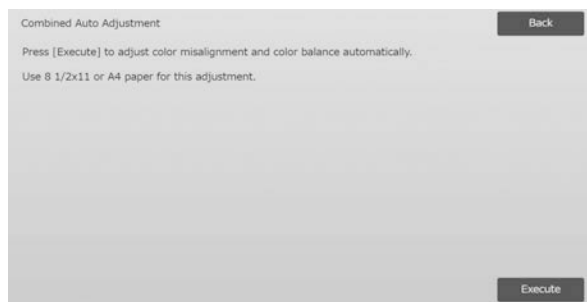 Combined Auto Adjustment
Back
Press [Execute] to adjust color misalignment and color balance automatically.
Use 8 1/2x11 or A4 paper for this adjustment.
Execute